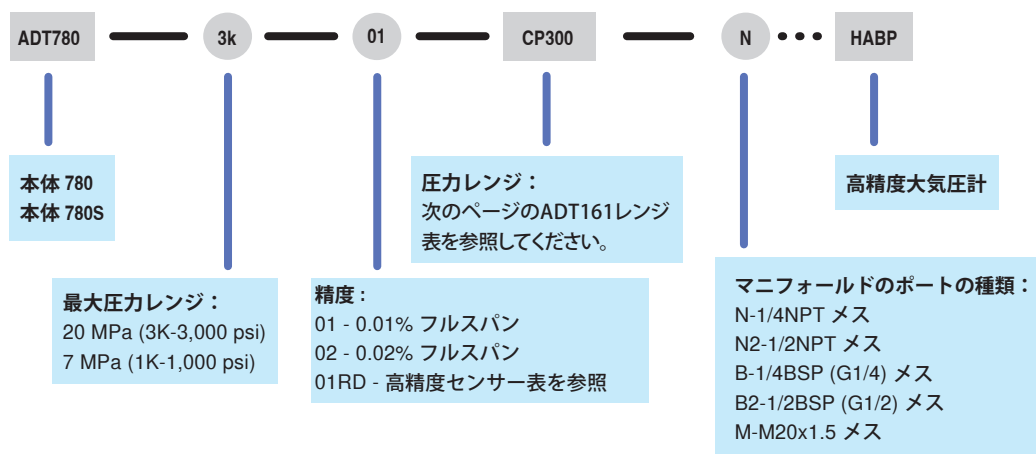 ADT780
3k
01
CP300
N
HABP
本体 780
本体 780S
最大圧力レンジ：
20 MPa (3K-3,000 psi)
7 MPa (1K-1,000 psi)
精度：
01 - 0.01% フルスパン
02 - 0.02% フルスパン
01RD - 高精度センサー表を参照
圧力レンジ：
次のページのADT161レンジ
表を参照してください。
マニフォールドのポートの種類：
N-1/4NPT メス
N2-1/2NPT メス
B-1/4BSP (G1/4) メス
B2-1/2BSP (G1/2) メス
M-M20x1.5 メス
高精度大気圧計